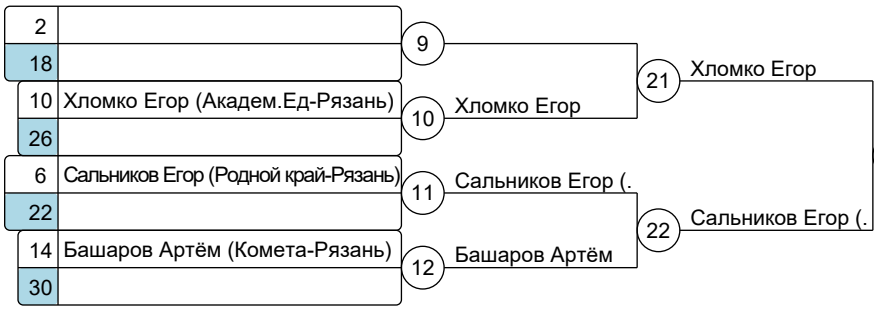 2
9
18
21 Хломко Егор
10 Хломко Егор (Академ.Ед-Рязань)
10 Хломко Егор
26
6 Сальников Егор (Родной край-Рязань)
11 Сальников Егор (.
22
22 Сальников Егор (.
14 Башаров Артём (Комета-Рязань)
12 Башаров Артём
30